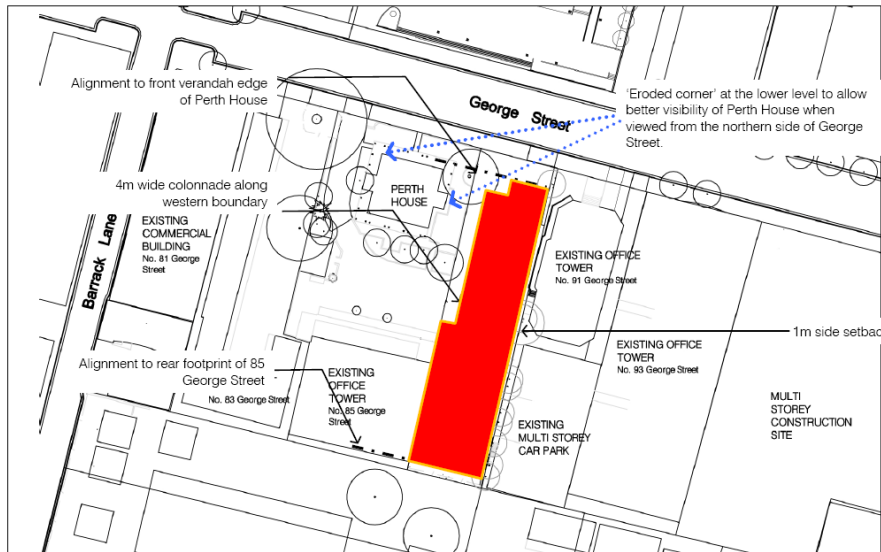 Alignment to front verandah edge
of Perth House
George Street
'Eroded corner' at the lower level to allow
better visibility of Perth House when
viewed from the northern side of George
Street.
4m wide colonnade along
western boundary
PERTH
HOUSE
Barrack Lane
EXISTING
COMMERCIAL
BUILDING
No. 81 George
Street
EXISTING OFFICE
TOWER
No. 91 George Street
1m side setback
EXISTING OFFICE
TOWER
No. 93 George Street
Alignment to rear footprint of 85
George Street
No. 83 George Street
EXISTING
OFFICE
TOWER
No. 85 George
Street
EXISTING
MULTI STOREY
CAR PARK
MULTI
STOREY
CONSTRUCTION
SITE